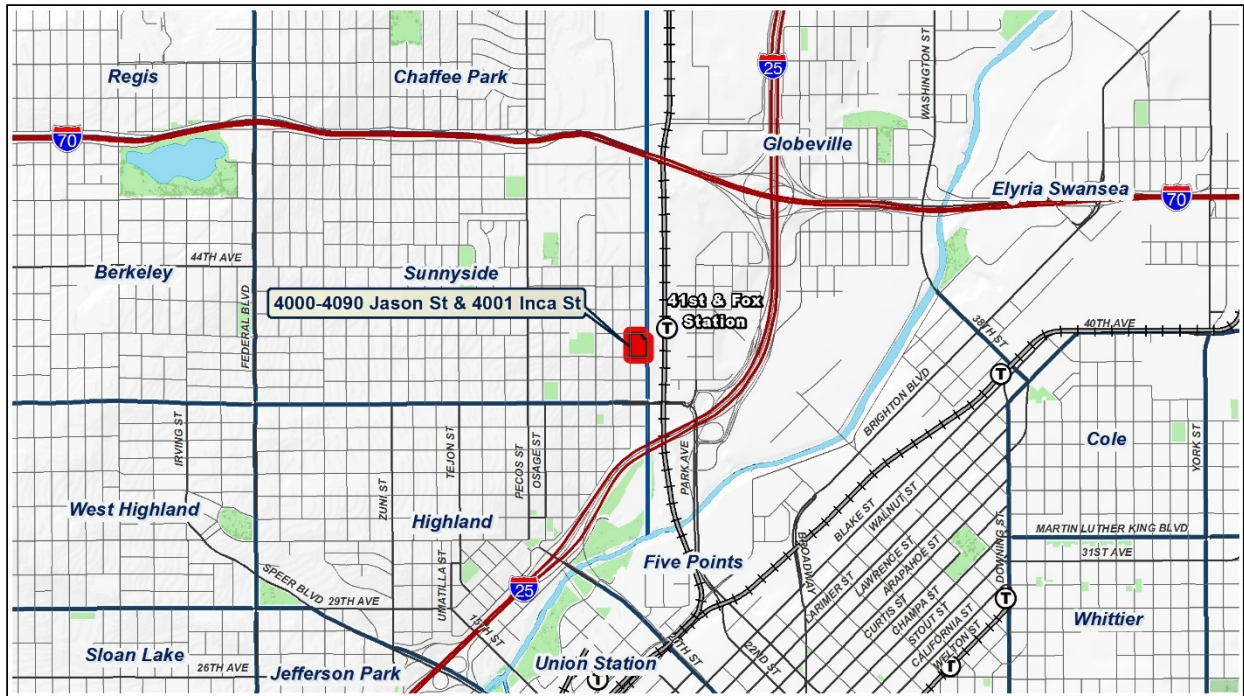 Regis
Chaffee Park
25
WASHINGTON ST
70
Globeville
Elyria Swansea
70
44TH AVE
Berkeley
Sunnyside
FEDERAL BLVD
4000-4090 Jason St & 4001 Inca St
41st & Fox
Station
T
38TH ST
40TH AVE
T
BRIGHTON BLVD
IRVING ST
TEJON ST
PECOS ST
OSAGE ST
PARK AVE
Cole
YORK ST
ZUNI ST
West Highland
Highland
BLAKE ST
WALNUT ST
MARTIN LUTHER KING BLVD
31ST AVE
LAWRENCE ST
ARAPAHOE ST
DOWNING ST
BROADWAY
Five Points
SPEER BLVD
29TH AVE
UMATILLA ST
25
15TH ST
LARIMER ST
CURTIS ST
CHAMPA ST
STOUT ST
CALIFORNIA ST
WELTON ST
T
Whittier
Sloan Lake
26TH AVE
Jefferson Park
Union Station
T
22ND ST
T